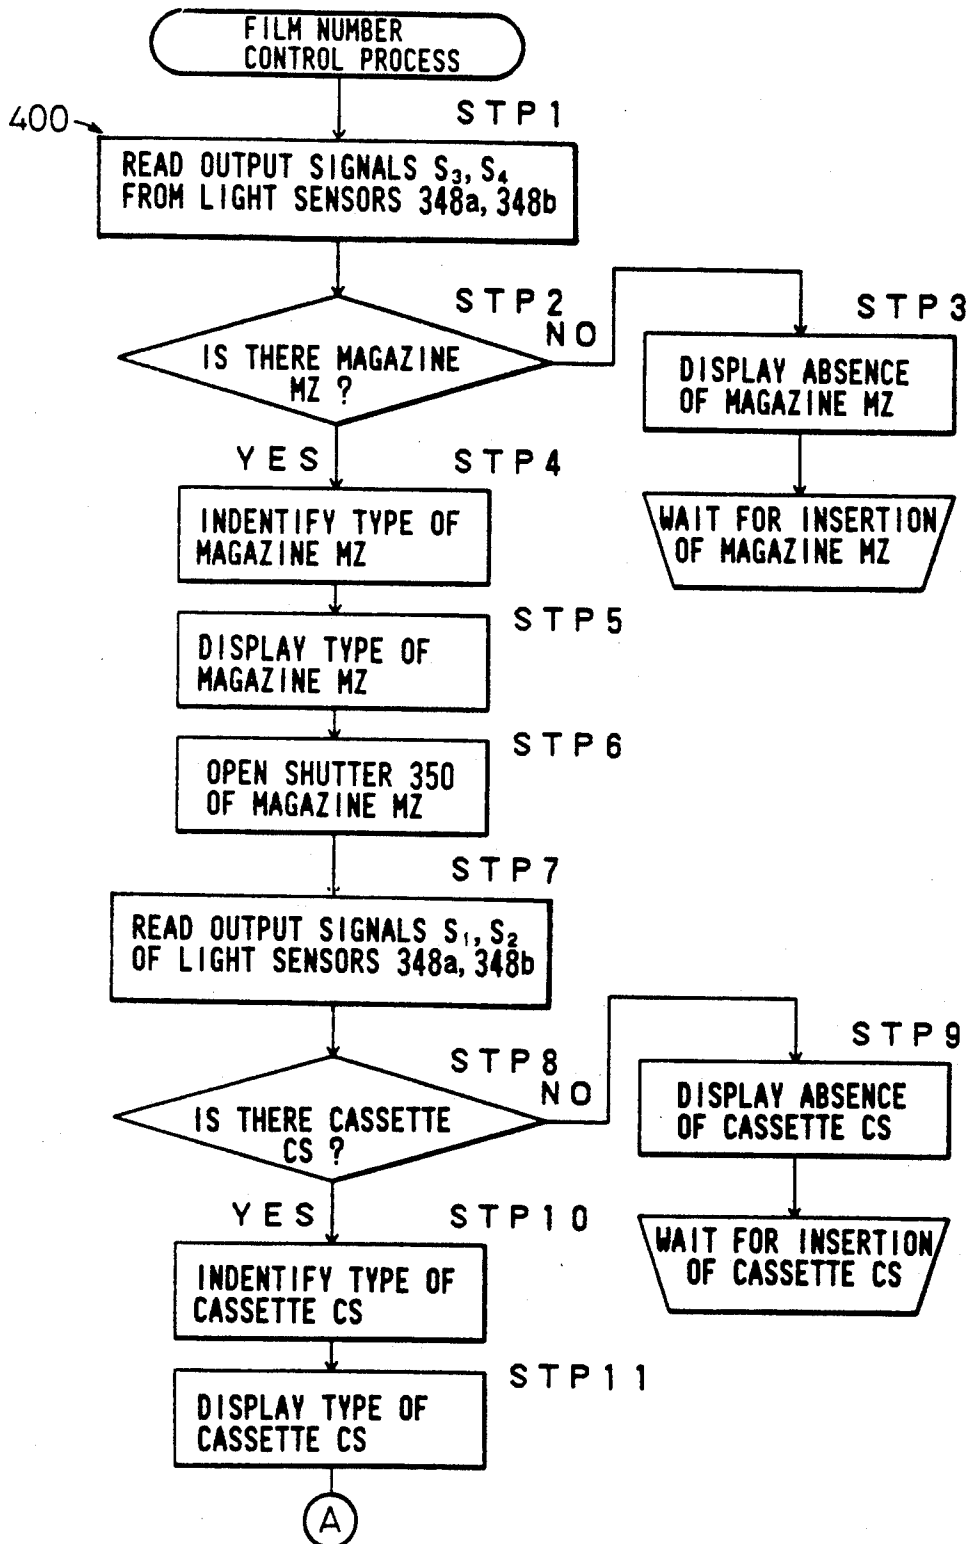 FILM NUMBER
CONTROL PROCESS
400
STP1
READ OUTPUT SIGNALS S₃, S₄
FROM LIGHT SENSORS 348a, 348b
STP2
IS THERE MAGAZINE
MZ ?
NO
STP3
DISPLAY ABSENCE
OF MAGAZINE MZ
WAIT FOR INSERTION
OF MAGAZINE MZ
YES
STP4
INDENTIFY TYPE OF
MAGAZINE MZ
STP5
DISPLAY TYPE OF
MAGAZINE MZ
STP6
OPEN SHUTTER 350
OF MAGAZINE MZ
STP7
READ OUTPUT SIGNALS S₁, S₂
OF LIGHT SENSORS 348a, 348b
STP8
IS THERE CASSETTE
CS ?
NO
STP9
DISPLAY ABSENCE
OF CASSETTE CS
WAIT FOR INSERTION
OF CASSETTE CS
YES
STP10
INDENTIFY TYPE OF
CASSETTE CS
STP11
DISPLAY TYPE OF
CASSETTE CS
A